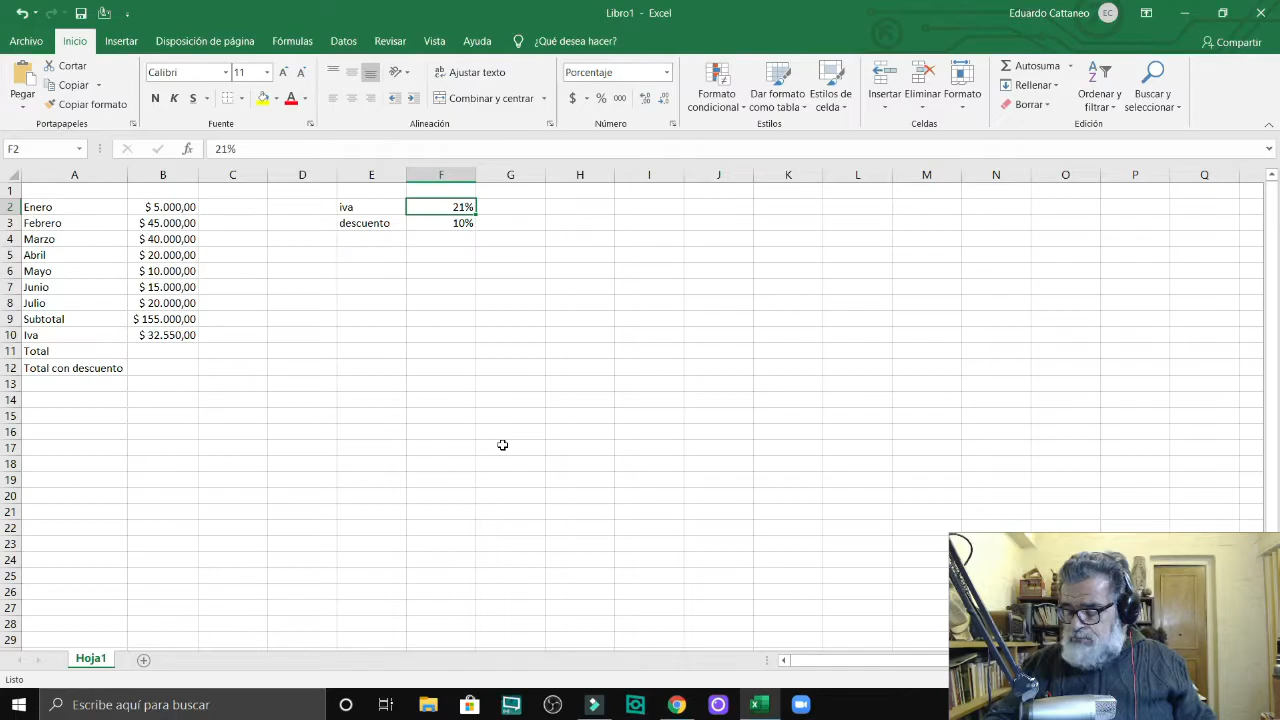 Libro1 - Excel
Eduardo Cattaneo EC
Archivo Inicio Insertar Disposición de página Fórmulas Datos Revisar Vista Ayuda ¿Qué desea hacer? Compartir
Pegar
Cortar
Copiar
Copiar formato
Portapapeles
Calibri 11
N K S
Fuente
Ajustar texto
Combinar y centrar
Alineación
Porcentaje
$ % 000
Número
Formato condicional
Dar formato como tabla
Estilos de celda
Estilos
Insertar Eliminar Formato
Celdas
Autosuma
Rellenar
Borrar
Ordenar y filtrar
Buscar y seleccionar
Edición
F2 fx 21%
A B C D E F G H I J K L M N O P Q
1
2 Enero $ 5.000,00 iva 21%
3 Febrero $ 45.000,00 descuento 10%
4 Marzo $ 40.000,00
5 Abril $ 20.000,00
6 Mayo $ 10.000,00
7 Junio $ 15.000,00
8 Julio $ 20.000,00
9 Subtotal $ 155.000,00
10 Iva $ 32.550,00
11 Total
12 Total con descuento
13
14
15
16
17
18
19
20
21
22
23
24
25
26
27
28
29
Hoja1
Listo
Escribe aquí para buscar